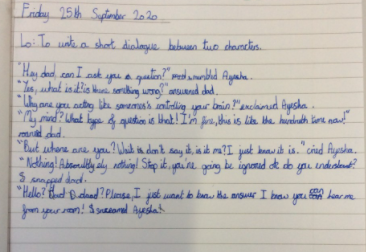 Friday 25th September 2020
Lo: To write a short dialogue between two characters.
"Hey dad, can I ask you a question?" mumbled Ayesha.
"Yes, what is it? is there something wrong?" answered dad.
"Why are you acting like someone's controlling your brain?" exclaimed Ayesha.
"My mind? What type of question is that! I'm fine, this is like the hundredth time now!"
dad.
"But where are you? Wait don't say it, is it me? I just know it is." cried Ayesha.
"Nothing! Absolutely nothing! Stop it, you're going be ignored ok do you understand?
snapped dad.
"Hello? D-dand? Please, I just want to know the answer I know you can hear me
from your room! I screamed Ayesha!